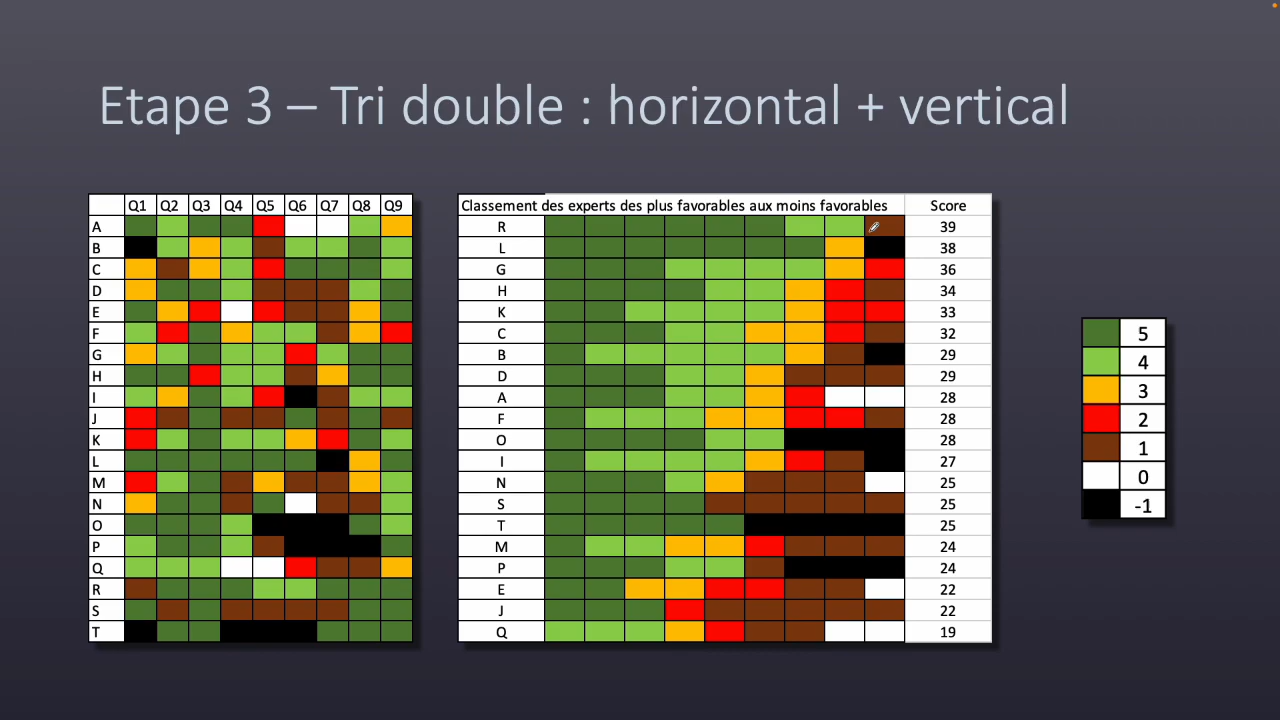 Etape 3 – Tri double : horizontal + vertical
Q1 Q2 Q3 Q4 Q5 Q6 Q7 Q8 Q9
A
B
C
D
E
F
G
H
I
J
K
L
M
N
O
P
Q
R
S
T
Classement des experts des plus favorables aux moins favorables Score
R 39
L 38
G 36
H 34
K 33
C 32
B 29
D 29
A 28
F 28
O 28
I 27
N 25
S 25
T 25
M 24
P 24
E 22
J 22
Q 19
5
4
3
2
1
0
-1